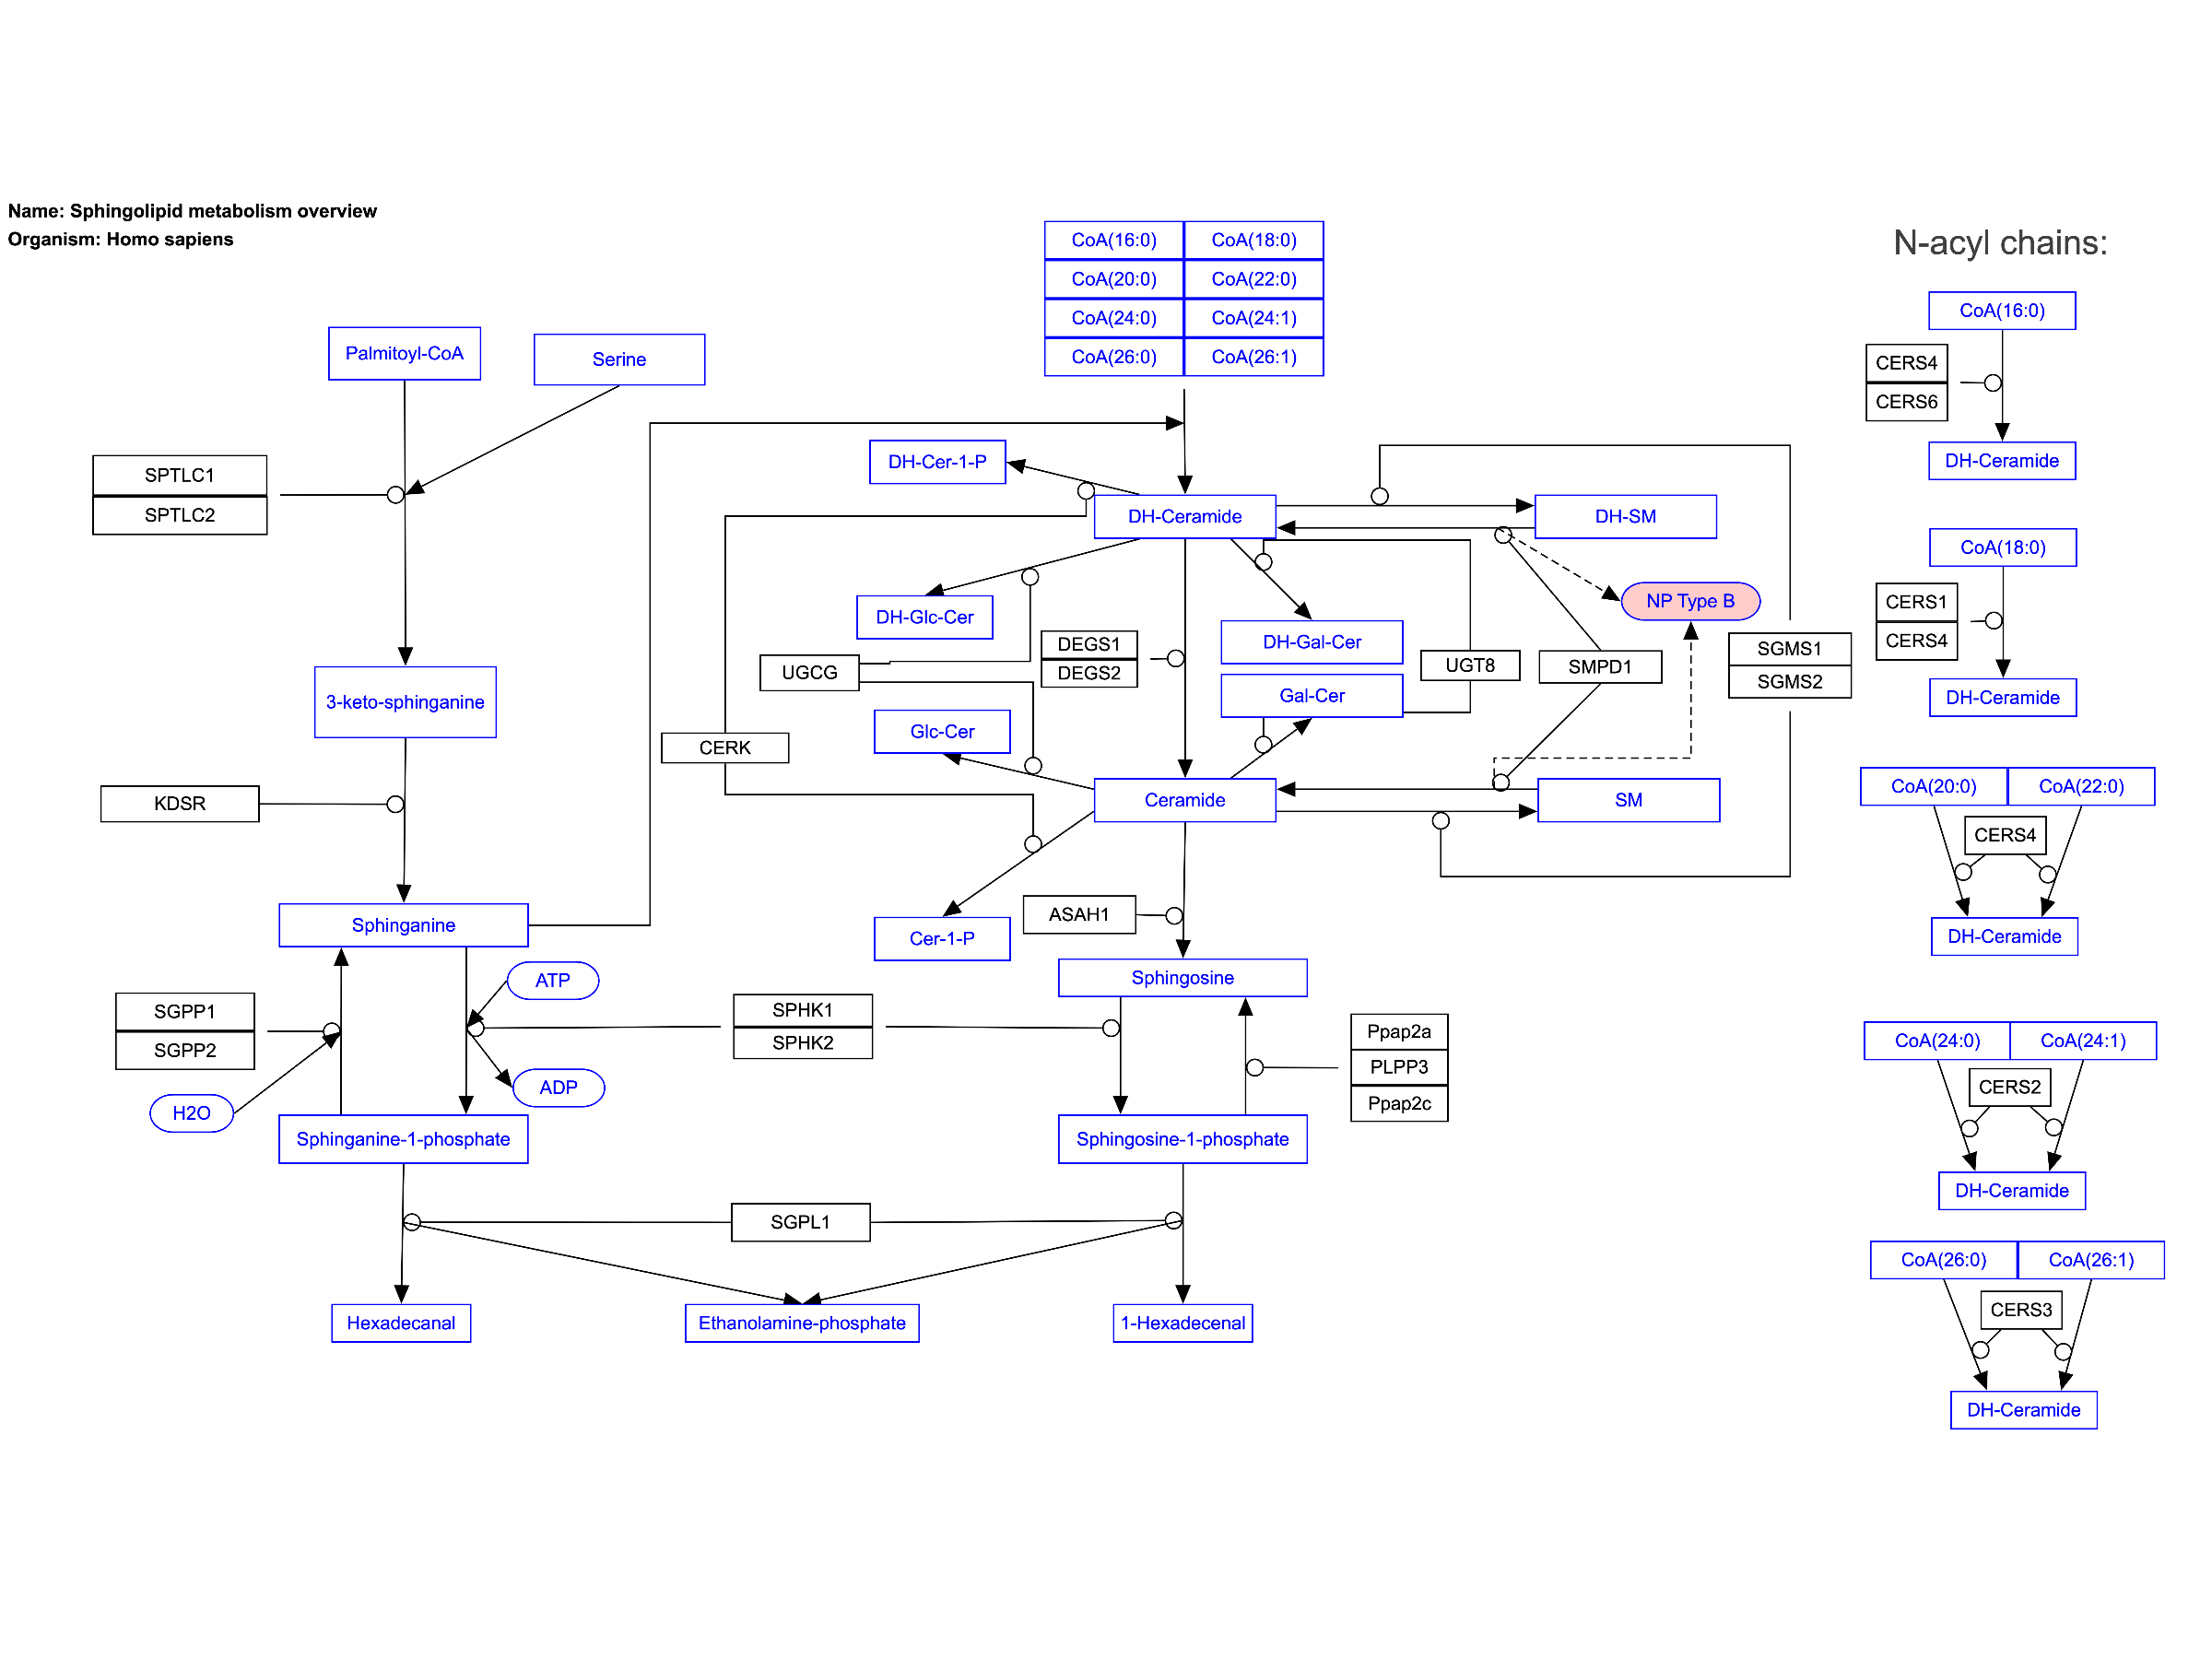 Name: Sphingolipid metabolism overview
Organism: Homo sapiens
N-acyl chains:
CoA(16:0)
CoA(18:0)
CoA(20:0)
CoA(22:0)
CoA(24:0)
CoA(24:1)
CoA(26:0)
CoA(26:1)
Palmitoyl-CoA
Serine
SPTLC1
SPTLC2
3-keto-sphinganine
KDSR
Sphinganine
ATP
ADP
SGPP1
SGPP2
H2O
Sphinganine-1-phosphate
Hexadecanal
SPHK1
SPHK2
SGPL1
Ethanolamine-phosphate
DH-Cer-1-P
DH-Ceramide
DH-SM
DH-Glc-Cer
DH-Gal-Cer
NP Type B
UGCG
DEGS1
DEGS2
UGT8
SMPD1
SGMS1
SGMS2
Gal-Cer
Glc-Cer
CERK
Ceramide
SM
Cer-1-P
ASAH1
Sphingosine
Ppap2a
PLPP3
Ppap2c
Sphingosine-1-phosphate
1-Hexadecenal
CoA(16:0)
CERS4
CERS6
DH-Ceramide
CoA(18:0)
CERS1
CERS4
DH-Ceramide
CoA(20:0)
CoA(22:0)
CERS4
DH-Ceramide
CoA(24:0)
CoA(24:1)
CERS2
DH-Ceramide
CoA(26:0)
CoA(26:1)
CERS3
DH-Ceramide